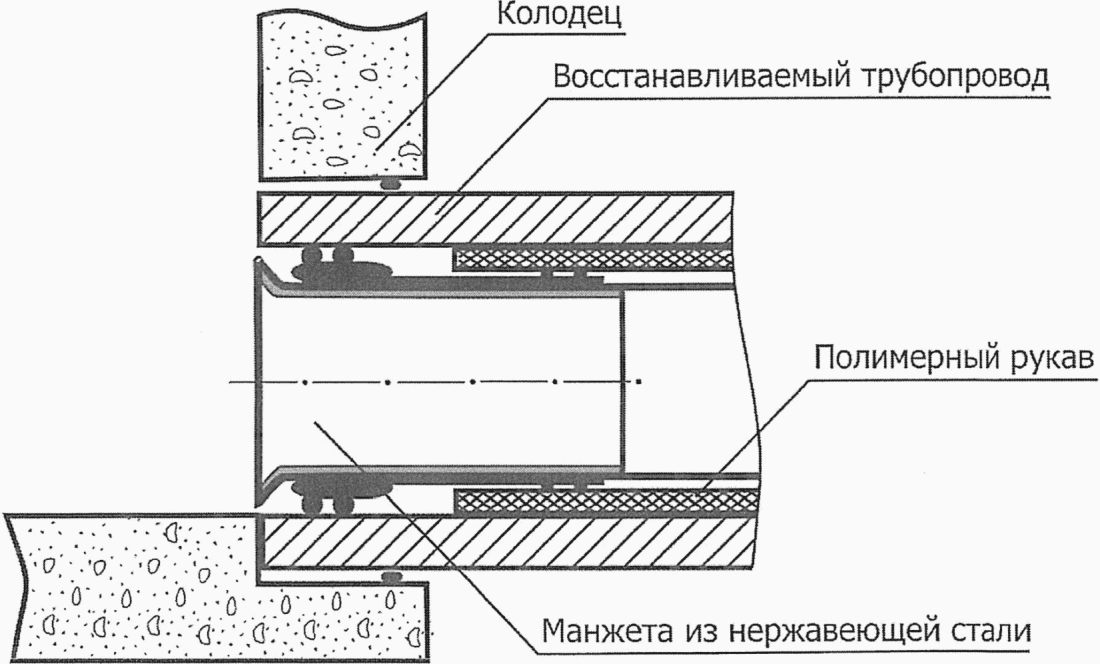 Колодец
Восстанавливаемый трубопровод
Полимерный рукав
Манжета из нержавеющей стали